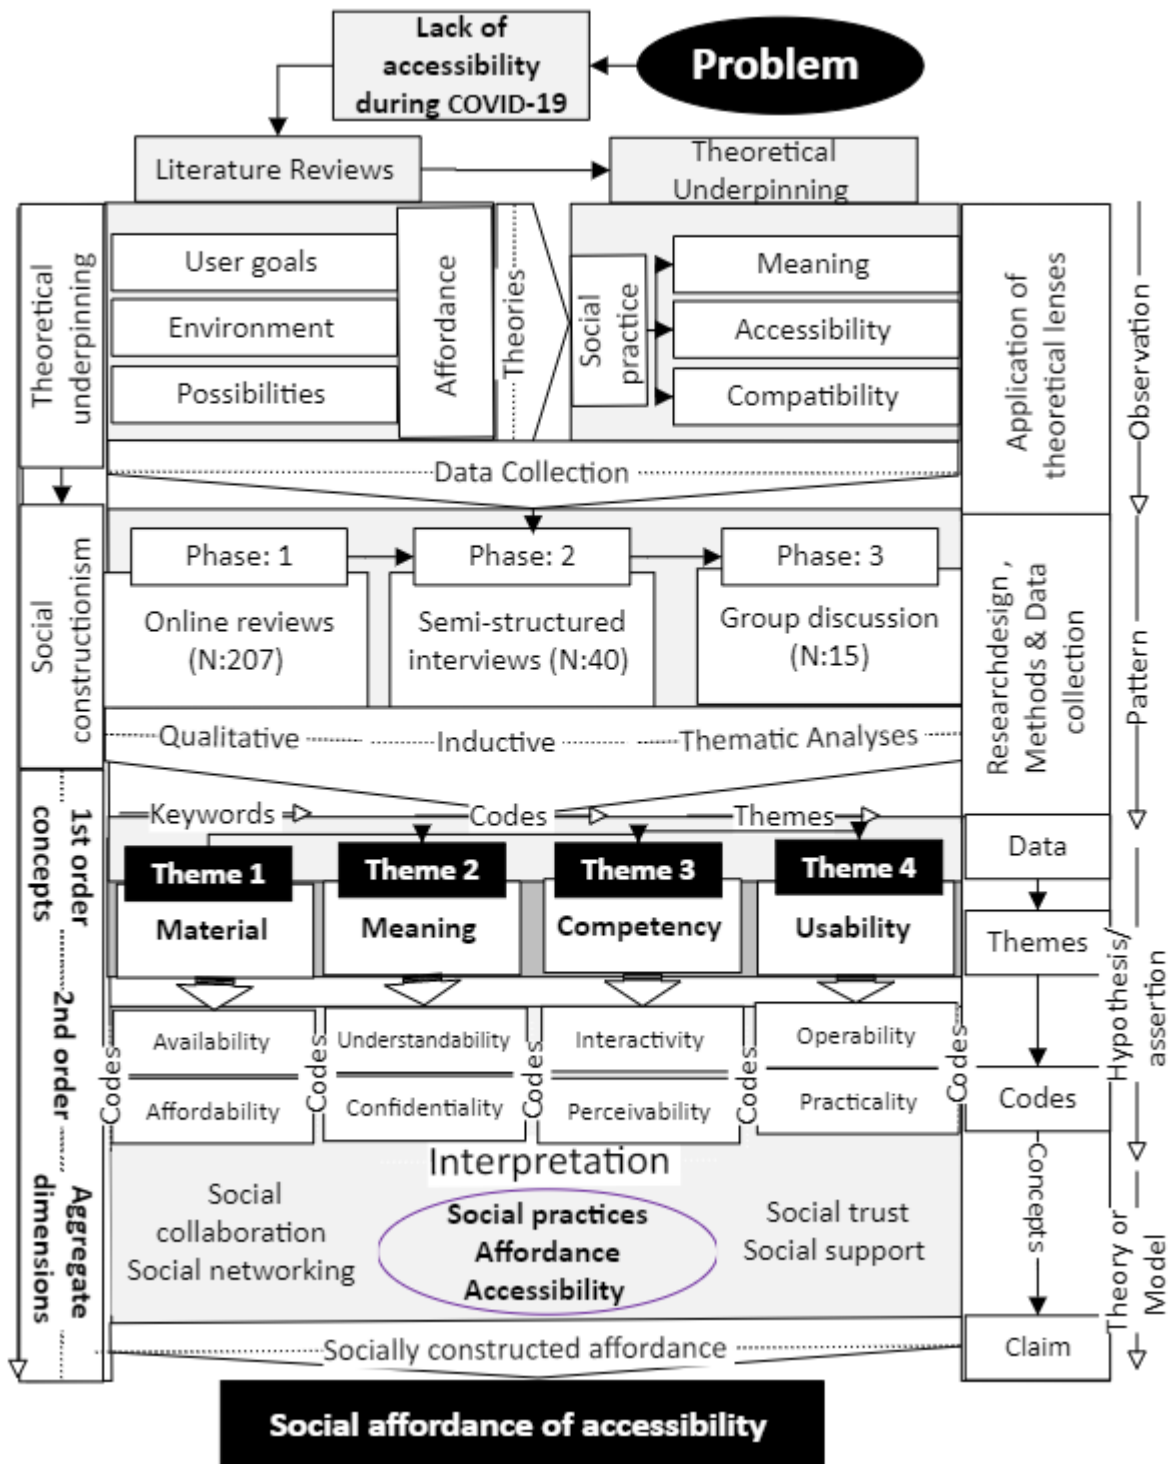 Lack of
accessibility
during COVID-19
Problem
Literature Reviews
Theoretical
Underpinning
Theoretical
underpinning
User goals
Environment
Possibilities
Affordance
Theories
Social
practice
Meaning
Accessibility
Compatibility
Application of
theoretical lenses
Observation
Data Collection
Social
constructionism
Phase: 1
Phase: 2
Phase: 3
Online reviews
(N:207)
Semi-structured
interviews (N:40)
Group discussion
(N:15)
Researchdesign ,
Methods & Data
collection
Pattern
Qualitative
Inductive
Thematic Analyses
Keywords
Codes
Themes
1st order
concepts
2nd order
Aggregate
dimensions
Theme 1
Theme 2
Theme 3
Theme 4
Material
Meaning
Competency
Usability
Data
Themes
Codes
Concepts
Claim
Hypothesis/
assertion
Theory or
Model
Codes
Availability
Affordability
Codes
Understandability
Confidentiality
Codes
Interactivity
Perceivability
Codes
Operability
Practicality
Codes
Interpretation
Social
collaboration
Social networking
Social practices
Affordance
Accessibility
Social trust
Social support
Socially constructed affordance
Social affordance of accessibility